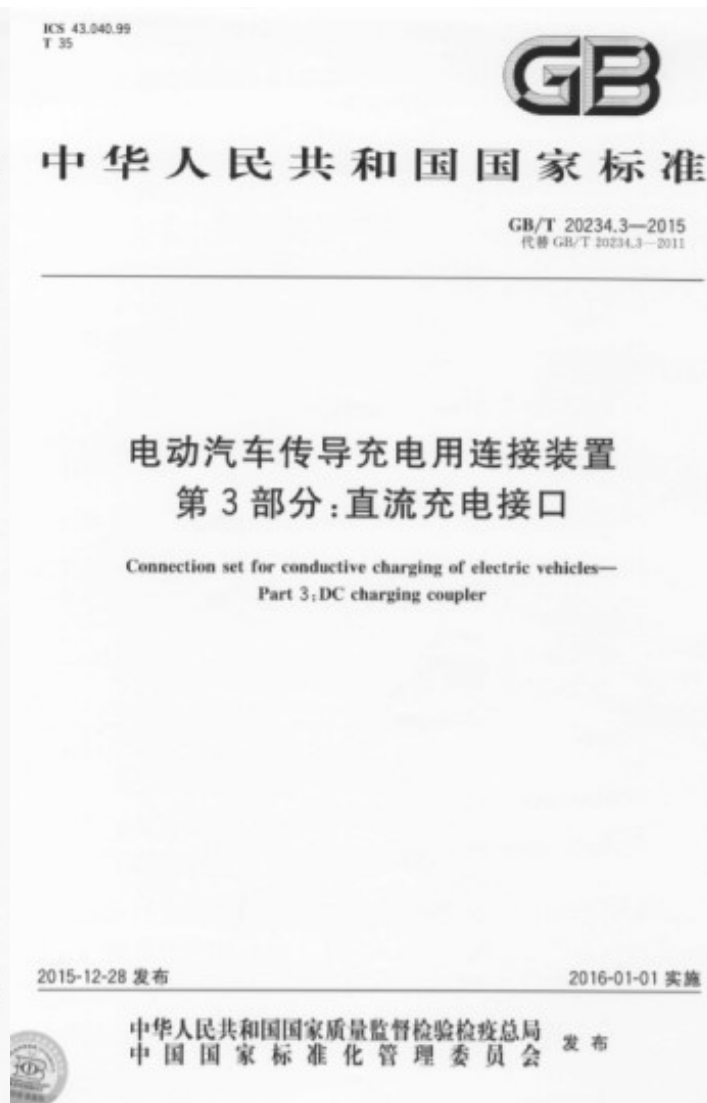 ICS 43.040.99
T 35
GB
中华人民共和国国家标准
GB/T 20234.3—2015
代替 GB/T 20234.3—2011
电动汽车传导充电用连接装置
第3部分:直流充电接口
Connection set for conductive charging of electric vehicles—
Part 3:DC charging coupler
2015-12-28 发布
2016-01-01 实施
中华人民共和国国家质量监督检验检疫总局
中国国家标准化管理委员会
发布